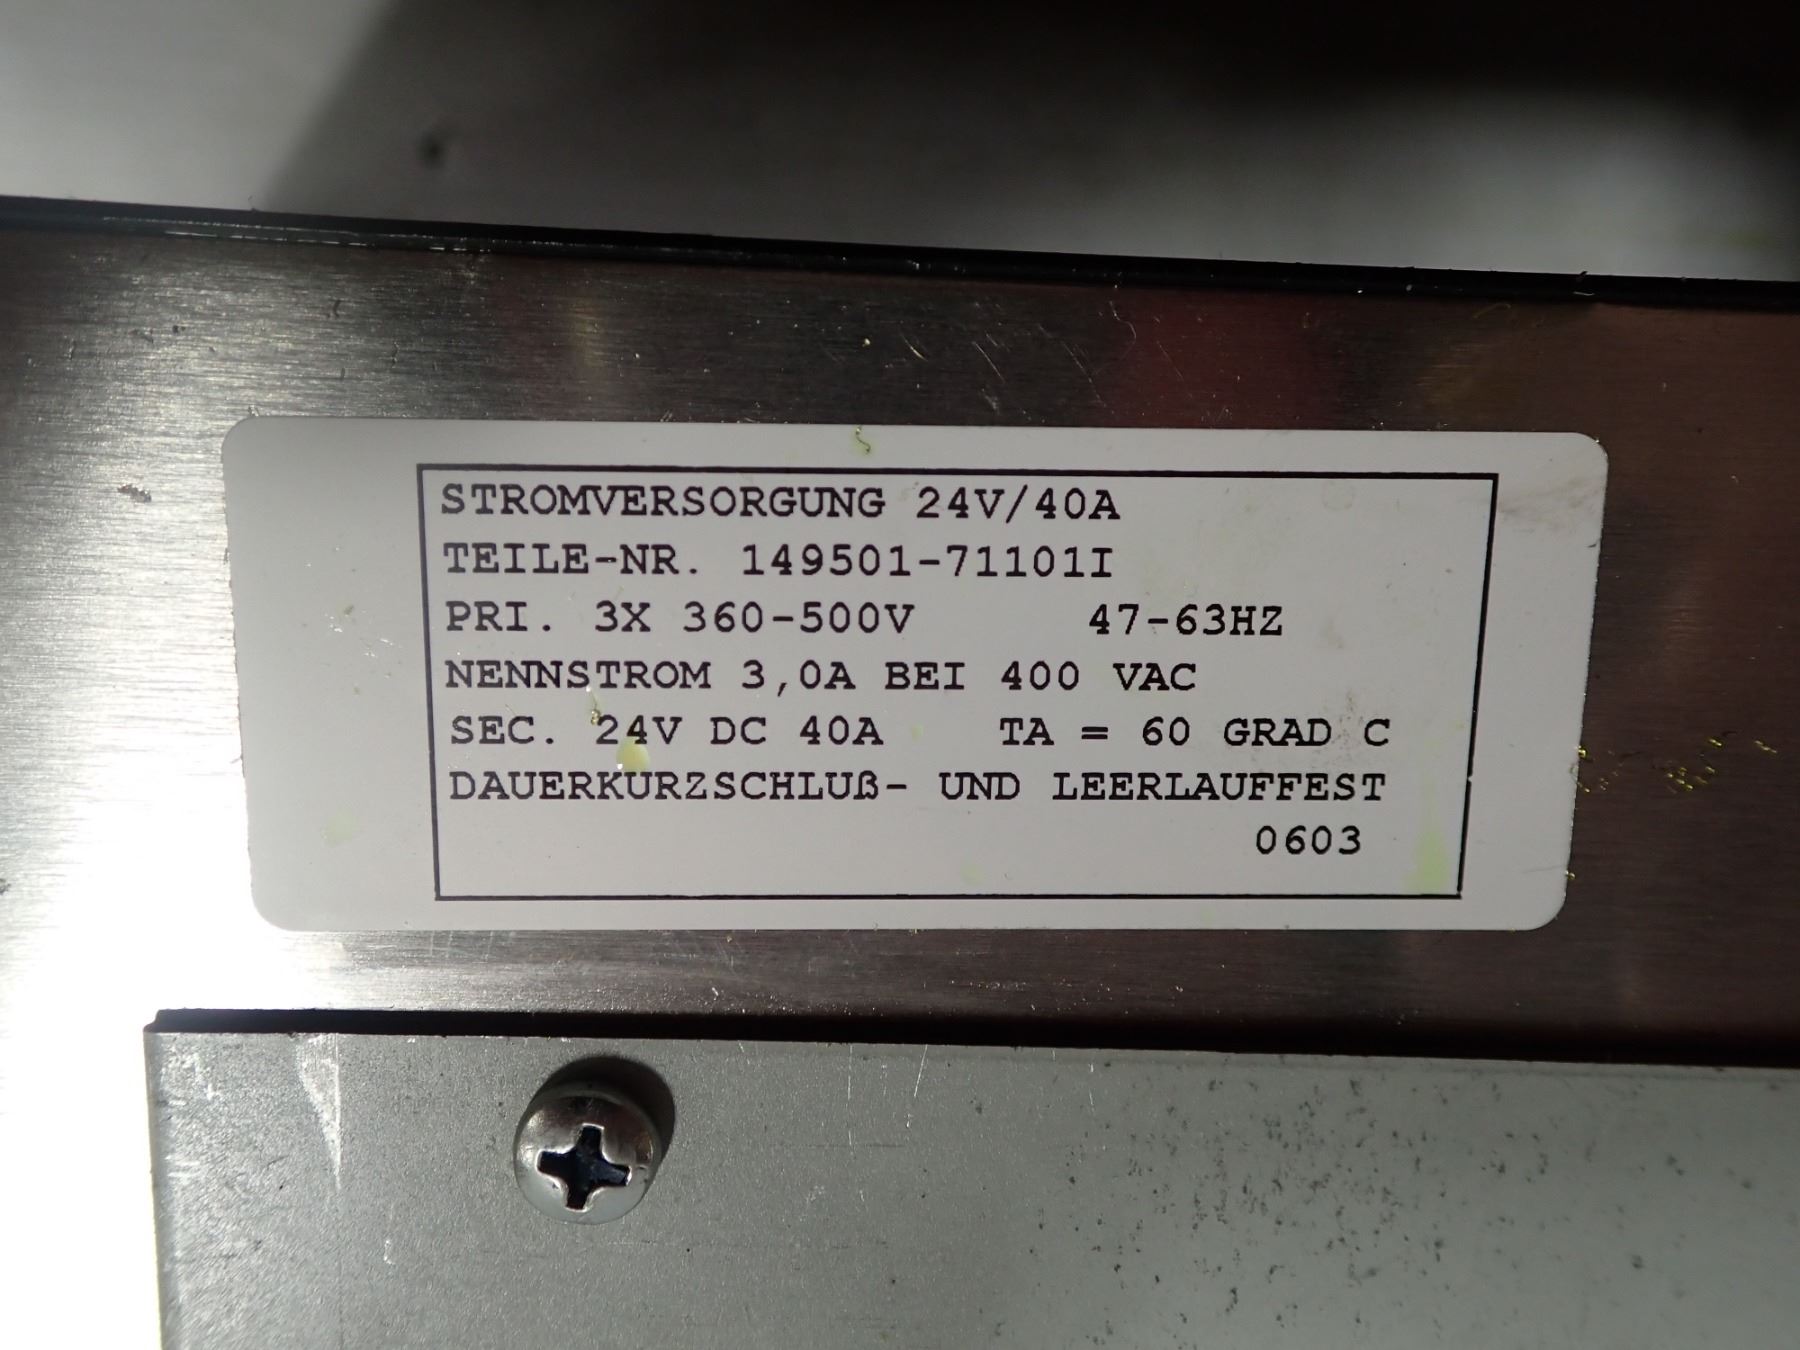 STROMVERSORGUNG 24V/40A
TEILE-NR. 149501-71101I
PRI. 3X 360-500V 47-63HZ
NENNSTROM 3,0A BEI 400 VAC
SEC. 24V DC 40A TA = 60 GRAD C
DAUERKURZSCHLUß- UND LEERLAUFFEST
0603